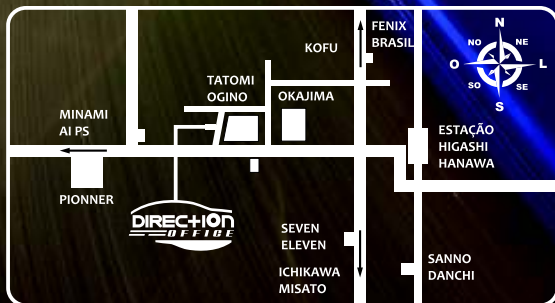 FENIX
BRASIL
KOFU
N
NO
NE
O
L
SO
SE
S
TATOMI
OGINO
OKAJIMA
MINAMI
AI PS
ESTAÇÃO
HIGASHI
HANAWA
PIONNER
DIRECTION
OFFICE
SEVEN
ELEVEN
ICHIKAWA
MISATO
SANNO
DANCHI